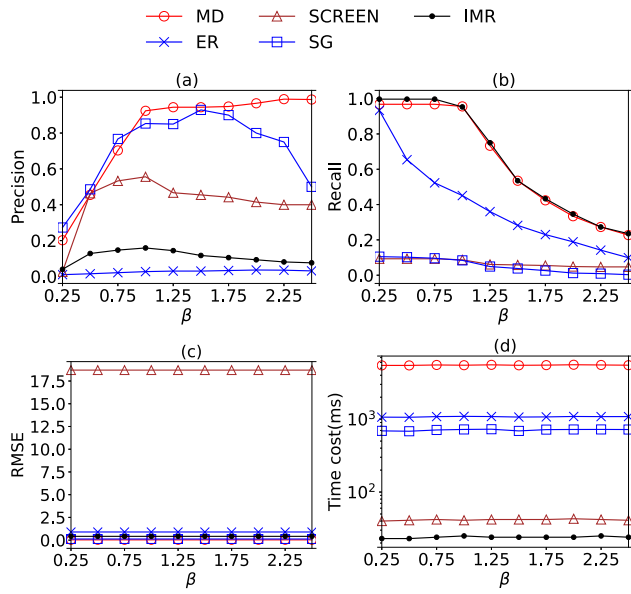 MD SCREEN IMR
ER SG
(a)
Precision
1.0
0.8
0.6
0.4
0.2
0.0
0.25 0.75 1.25 1.75 2.25
β
(b)
Recall
1.0
0.8
0.6
0.4
0.2
0.0
0.25 0.75 1.25 1.75 2.25
β
(c)
RMSE
17.5
15.0
12.5
10.0
7.5
5.0
2.5
0.0
0.25 0.75 1.25 1.75 2.25
β
(d)
Time cost(ms)
10³
10²
0.25 0.75 1.25 1.75 2.25
β